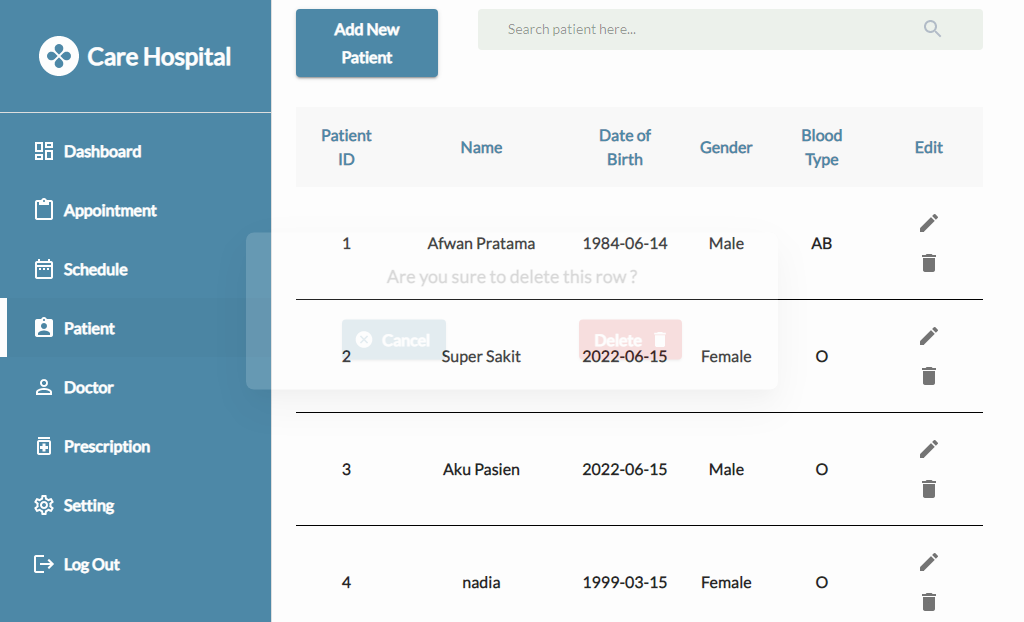 Care Hospital
Dashboard
Appointment
Schedule
Patient
Doctor
Prescription
Setting
Log Out
Add New
Patient
Search patient here...
Patient ID Name Date of Birth Gender Blood Type Edit
1 Afwan Pratama 1984-06-14 Male AB
Are you sure to delete this row ?
Cancel Delete
2 Super Sakit 2022-06-15 Female O
3 Aku Pasien 2022-06-15 Male O
4 nadia 1999-03-15 Female O